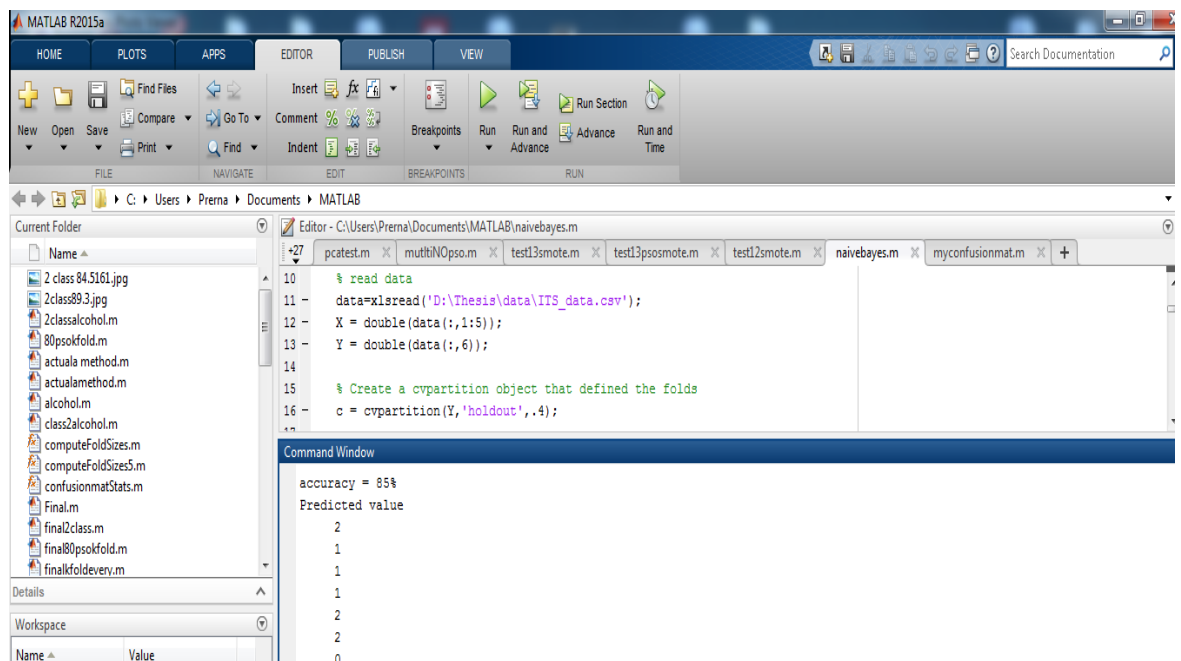 MATLAB R2015a
HOME PLOTS APPS EDITOR PUBLISH VIEW
Search Documentation
New Open Save
Find Files
Compare
Print
Go To
Find
Insert fx
Comment
Indent
Breakpoints
Run
Run and Advance
Run Section
Advance
Run and Time
FILE NAVIGATE EDIT BREAKPOINTS RUN
C: Users Prerna Documents MATLAB
Current Folder
Name
2 class 84.5161.jpg
2class89.3.jpg
2classalcohol.m
80psokfold.m
actuala method.m
actualamethod.m
alcohol.m
class2alcohol.m
computeFoldSizes.m
computeFoldSizes5.m
confusionmatStats.m
Final.m
final2class.m
final80psokfold.m
finalkfoldevery.m
Details
Workspace
Name Value
Editor - C:\Users\Prerna\Documents\MATLAB\naivebayes.m
+27 pcatest.m mutltiNOpso.m test13smote.m test13psosmote.m test12smote.m naivebayes.m myconfusionmat.m +
10 % read data
11 - data=xlsread('D:\Thesis\data\ITS_data.csv');
12 - X = double(data(:,1:5));
13 - Y = double(data(:,6));
14
15 % Create a cvpartition object that defined the folds
16 - c = cvpartition(Y,'holdout',.4);
Command Window
accuracy = 85%
Predicted value
2
1
1
1
2
2